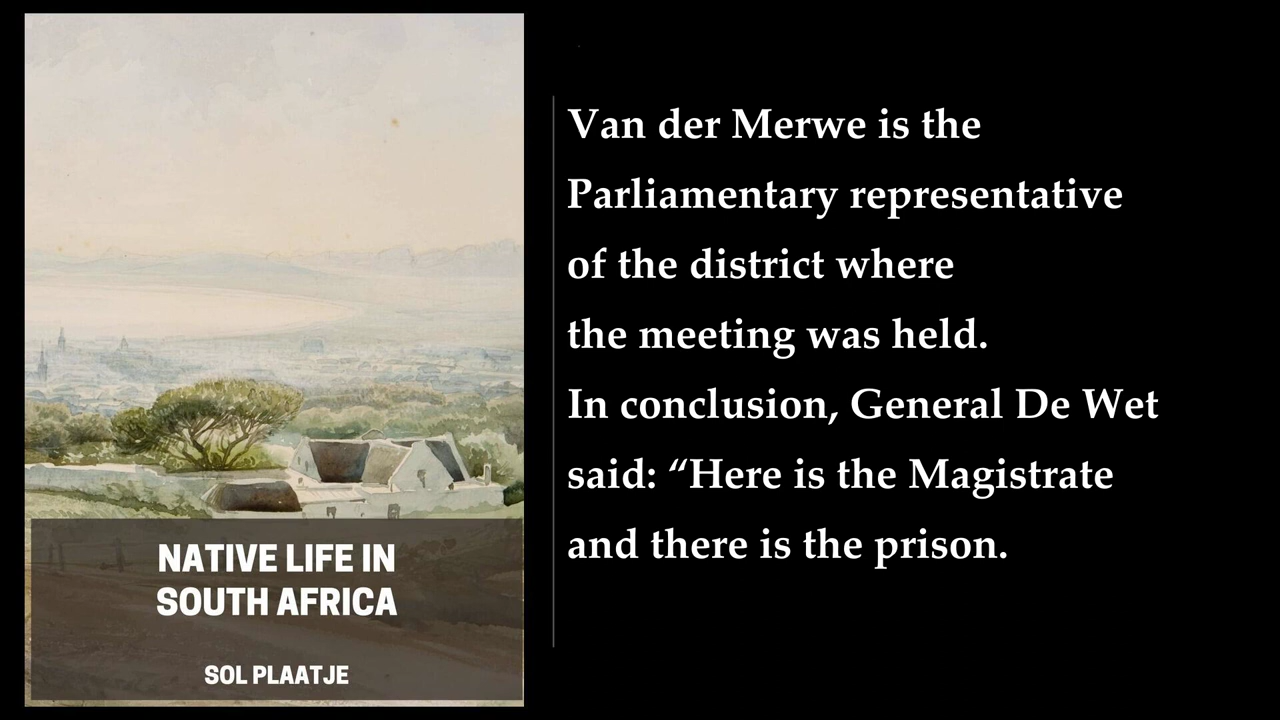 NATIVE LIFE IN
SOUTH AFRICA
SOL PLAATJE
Van der Merwe is the
Parliamentary representative
of the district where
the meeting was held.
In conclusion, General De Wet
said: “Here is the Magistrate
and there is the prison.